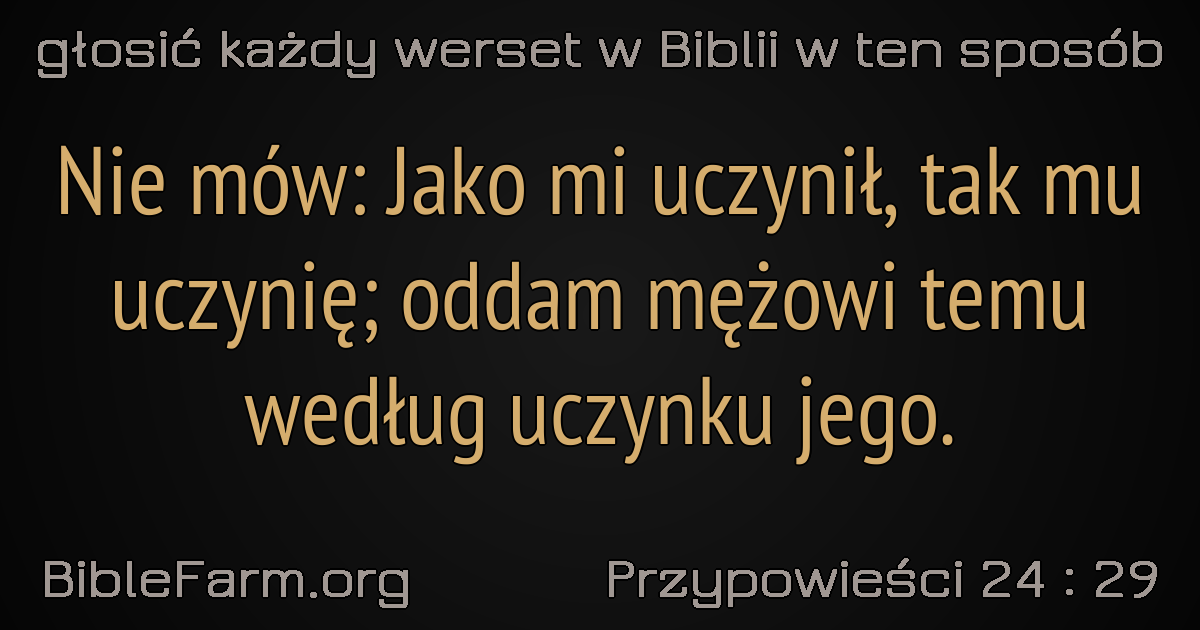 głosić każdy werset w Biblii w ten sposób
Nie mów: Jako mi uczynił, tak mu
uczynię; oddam mężowi temu
według uczynku jego.
BibleFarm.org
Przypowieści 24 : 29